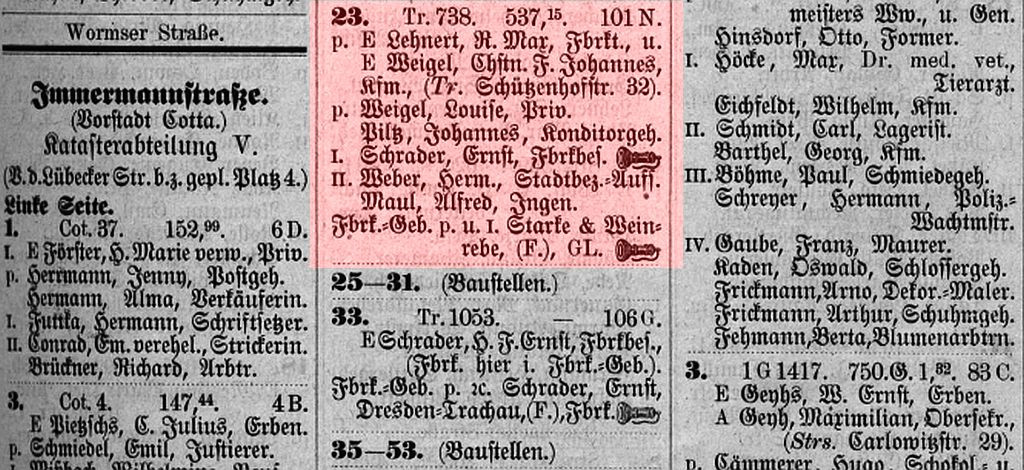 Wormser Straße.
Immermannstraße.
(Vorstadt Cotta.)
Katasterabteilung V.
(V. d. Lübecker Str. b. z. gepl. Platz 4.)
Linke Seite.
1. Cot. 37. 152,99. 6 D.
I. E Förster, H. Marie verw., Priv.
p. Herrmann, Jenny, Postgeh.
Hermann, Alma, Verkäuferin.
I. Juttka, Hermann, Schriftsetzer.
II. Conrad, Em. verehel., Strickerin.
Brückner, Richard, Arbtr.
3. Cot. 4. 147,44. 4 B.
E Pietzschs, C. Julius, Erben.
p. Schmiedel, Emil, Justierer.
23. Tr. 738. 537,15. 101 N.
p. E Lehnert, R. Max, Fbrkt., u.
E Weigel, Chstn. F. Johannes,
Kfm., (Tr. Schützenhofstr. 32).
p. Weigel, Louise, Priv.
Piltz, Johannes, Konditorgeh.
I. Schrader, Ernst, Fbrkbes.
II. Weber, Herm., Stadtbez.-Auff.
Maul, Alfred, Ingen.
Fbrk.-Geb. p. u. I. Starke & Wein-
rebe, (F.), GL.
25—31. (Baustellen.)
33. Tr. 1053. — 106 G.
E Schrader, H. F. Ernst, Fbrkbes.,
(Fbrk. hier i. Fbrk.-Geb.).
Fbrk.-Geb. p. ꝛc. Schrader, Ernst,
Dresden-Trachau, (F.), Fbrk.
35—53. (Baustellen.)
meisters Ww., u. Gen.
Hinsdorf, Otto, Former.
I. Höcke, Max, Dr. med. vet.,
Tierarzt.
Eichfeldt, Wilhelm, Kfm.
II. Schmidt, Carl, Lagerist.
Barthel, Georg, Kfm.
III. Böhme, Paul, Schmiedegeh.
Schreyer, Hermann, Poliz.-
Wachtmstr.
IV. Gaube, Franz, Maurer.
Kaden, Oswald, Schlossergeh.
Frickmann, Arno, Dekor.-Maler.
Frickmann, Arthur, Schuhmgeh.
Fehmann, Berta, Blumenarbtrn.
3. 1 G 1417. 750. G. 1,82. 83 C.
E Geyhs, W. Ernst, Erben.
A Geyh, Maximilian, Obersekr.,
(Strs. Carlowitzstr. 29).
p. Cämmerer, Hugo, Schokol., u.